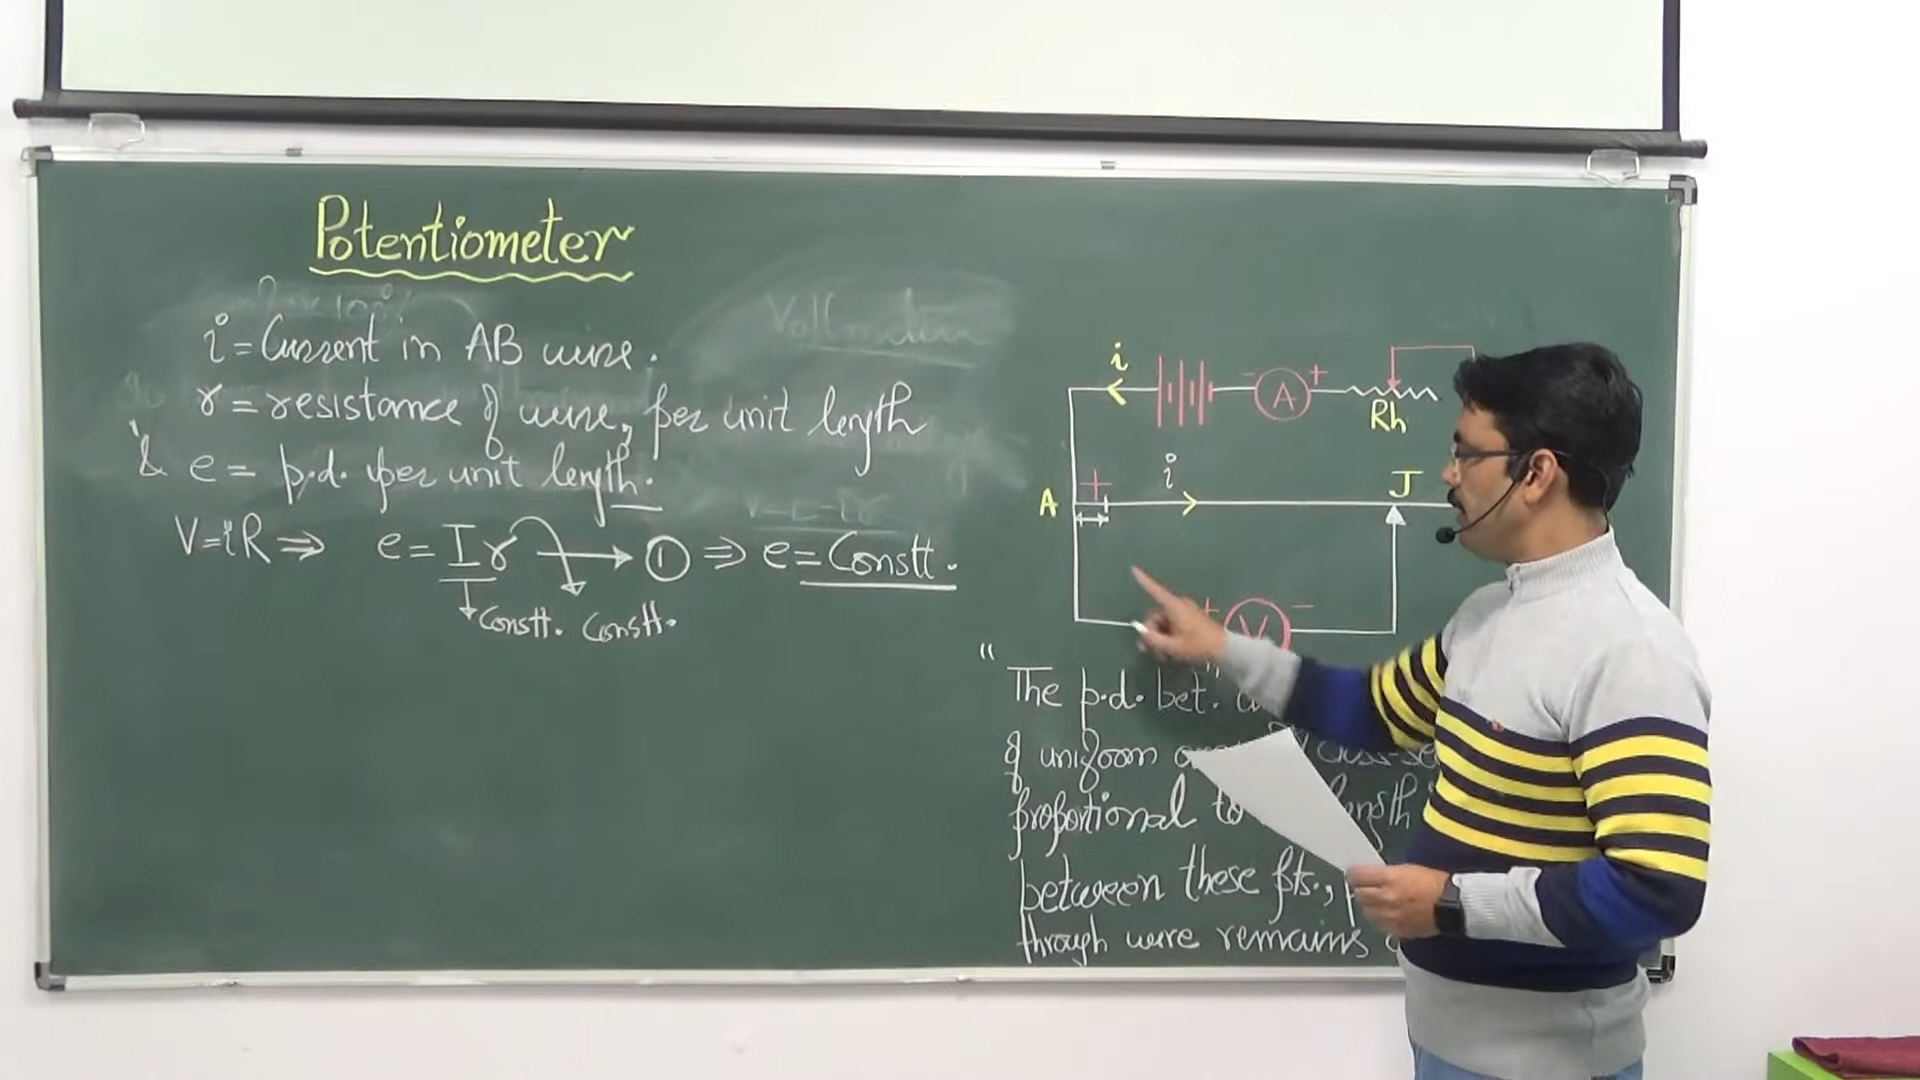 Potentiometer
i = Current in AB wire.
r = resistance of wire, per unit length
& e = p.d. per unit length.
V=iR ⇒ e = Ir → ① ⇒ e = Constt.
Constt. Constt.
i
- A +
Rh
A + i J
+ V -
"The p.d. bet.
of uniform
proportional to length
between these pts.,
through wire remains